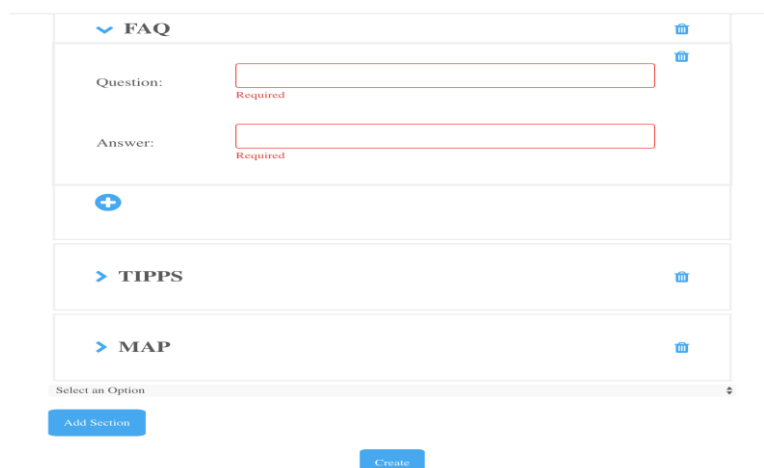 FAQ
Question:
Required
Answer:
Required
TIPPS
MAP
Select an Option
Add Section
Create